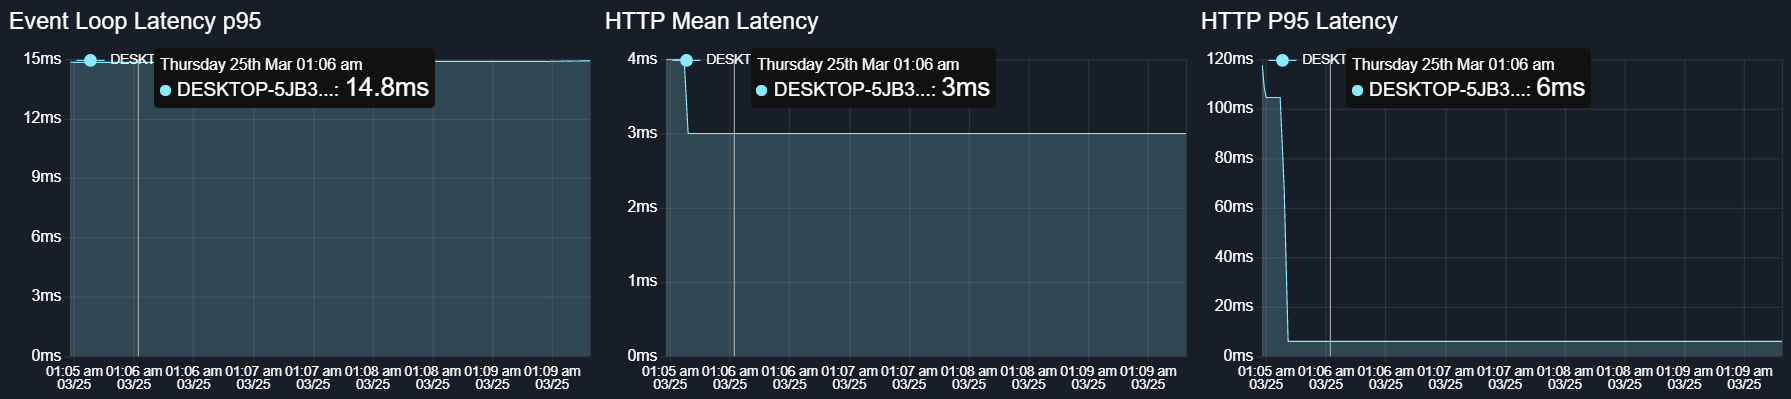 Event Loop Latency p95
15ms
12ms
9ms
6ms
3ms
0ms
DESKT
Thursday 25th Mar 01:06 am
DESKTOP-5JB3...: 14.8ms
01:05 am 01:06 am 01:06 am 01:07 am 01:07 am 01:08 am 01:08 am 01:09 am 01:09 am
03/25 03/25 03/25 03/25 03/25 03/25 03/25 03/25 03/25
HTTP Mean Latency
4ms
3ms
2ms
1ms
0ms
DESKT
Thursday 25th Mar 01:06 am
DESKTOP-5JB3...: 3ms
01:05 am 01:06 am 01:06 am 01:07 am 01:07 am 01:08 am 01:08 am 01:09 am 01:09 am
03/25 03/25 03/25 03/25 03/25 03/25 03/25 03/25 03/25
HTTP P95 Latency
120ms
100ms
80ms
60ms
40ms
20ms
0ms
DESKT
Thursday 25th Mar 01:06 am
DESKTOP-5JB3...: 6ms
01:05 am 01:06 am 01:06 am 01:07 am 01:07 am 01:08 am 01:08 am 01:09 am 01:09 am
03/25 03/25 03/25 03/25 03/25 03/25 03/25 03/25 03/25